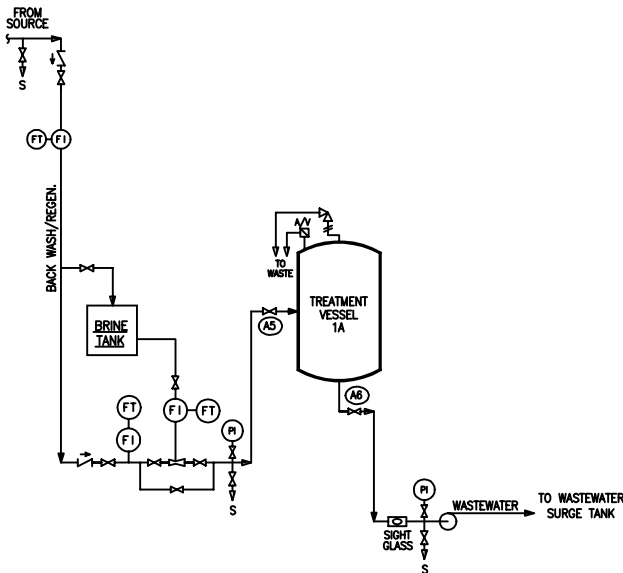 FROM
SOURCE
S
FT
FI
BACK WASH/REGEN.
A/V
TO
WASTE
TREATMENT
VESSEL
1A
BRINE
TANK
A5
A6
FT
FI
FT
FI
PI
S
PI
WASTEWATER
TO WASTEWATER
SURGE TANK
SIGHT
GLASS
S